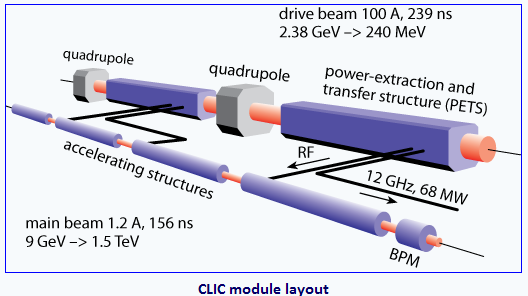 drive beam 100 A, 239 ns
2.38 GeV –> 240 MeV
quadrupole
quadrupole
power-extraction and
transfer structure (PETS)
RF
accelerating structures
12 GHz, 68 MW
main beam 1.2 A, 156 ns
9 GeV –> 1.5 TeV
BPM
CLIC module layout